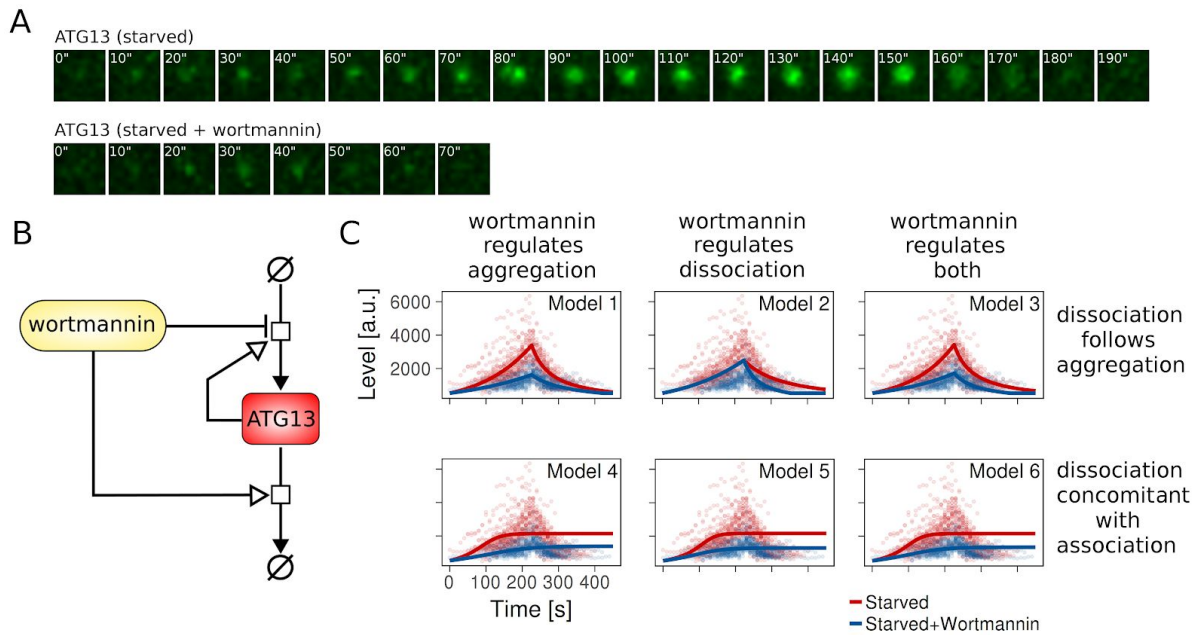 A
ATG13 (starved)
0" 10" 20" 30" 40" 50" 60" 70" 80" 90" 100" 110" 120" 130" 140" 150" 160" 170" 180" 190"
ATG13 (starved + wortmannin)
0" 10" 20" 30" 40" 50" 60" 70"
B
wortmannin
ATG13
C
wortmannin
regulates
aggregation
wortmannin
regulates
dissociation
wortmannin
regulates
both
Level [a.u.]
6000
4000
2000
Model 1
Model 2
Model 3
dissociation
follows
aggregation
Model 4
Model 5
Model 6
dissociation
concomitant
with
association
0 100 200 300 400
Time [s]
Starved
Starved+Wortmannin